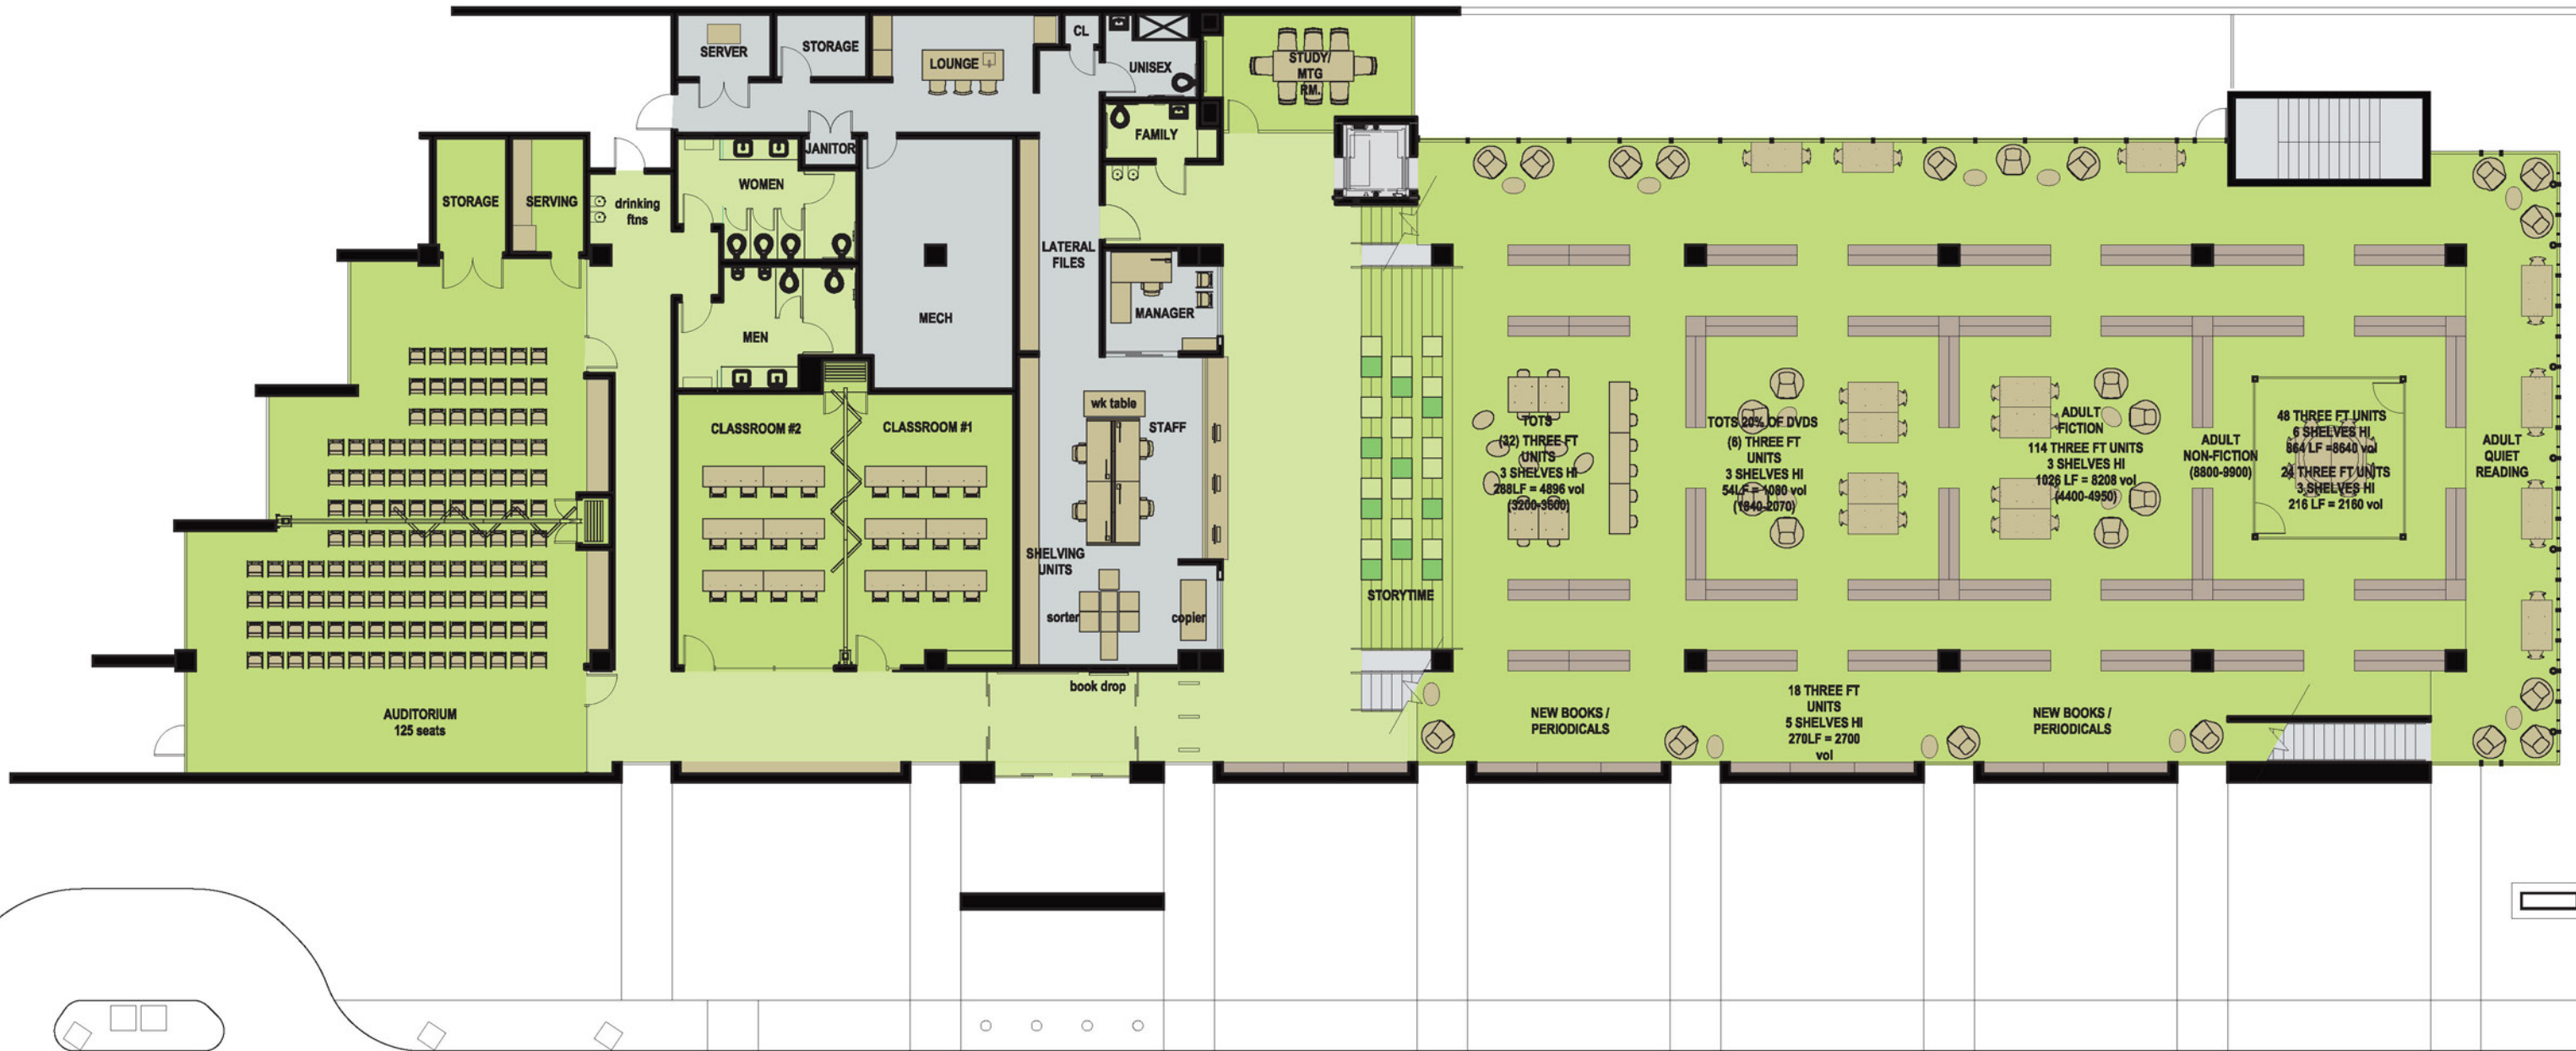 SERVER
STORAGE
LOUNGE
CL
UNISEX
STUDY/
MTG
RM.
FAMILY
JANITOR
WOMEN
STORAGE
SERVING
drinking
ftns
LATERAL
FILES
MANAGER
MECH
MEN
wk table
STAFF
CLASSROOM #2
CLASSROOM #1
SHELVING
UNITS
sorter
copier
book drop
AUDITORIUM
125 seats
STORYTIME
TOTS
(32) THREE FT
UNITS
3 SHELVES HI
288LF = 4896 vol
(3200-3600)
TOTS 20% OF DVDS
(6) THREE FT
UNITS
3 SHELVES HI
54LF = 1080 vol
(1840-2070)
ADULT
FICTION
114 THREE FT UNITS
3 SHELVES HI
1026 LF = 8208 vol
(4400-4950)
ADULT
NON-FICTION
(8800-9900)
48 THREE FT UNITS
6 SHELVES HI
864 LF =8640 vol
24 THREE FT UNITS
3 SHELVES HI
216 LF = 2160 vol
ADULT
QUIET
READING
NEW BOOKS /
PERIODICALS
18 THREE FT
UNITS
5 SHELVES HI
270LF = 2700
vol
NEW BOOKS /
PERIODICALS